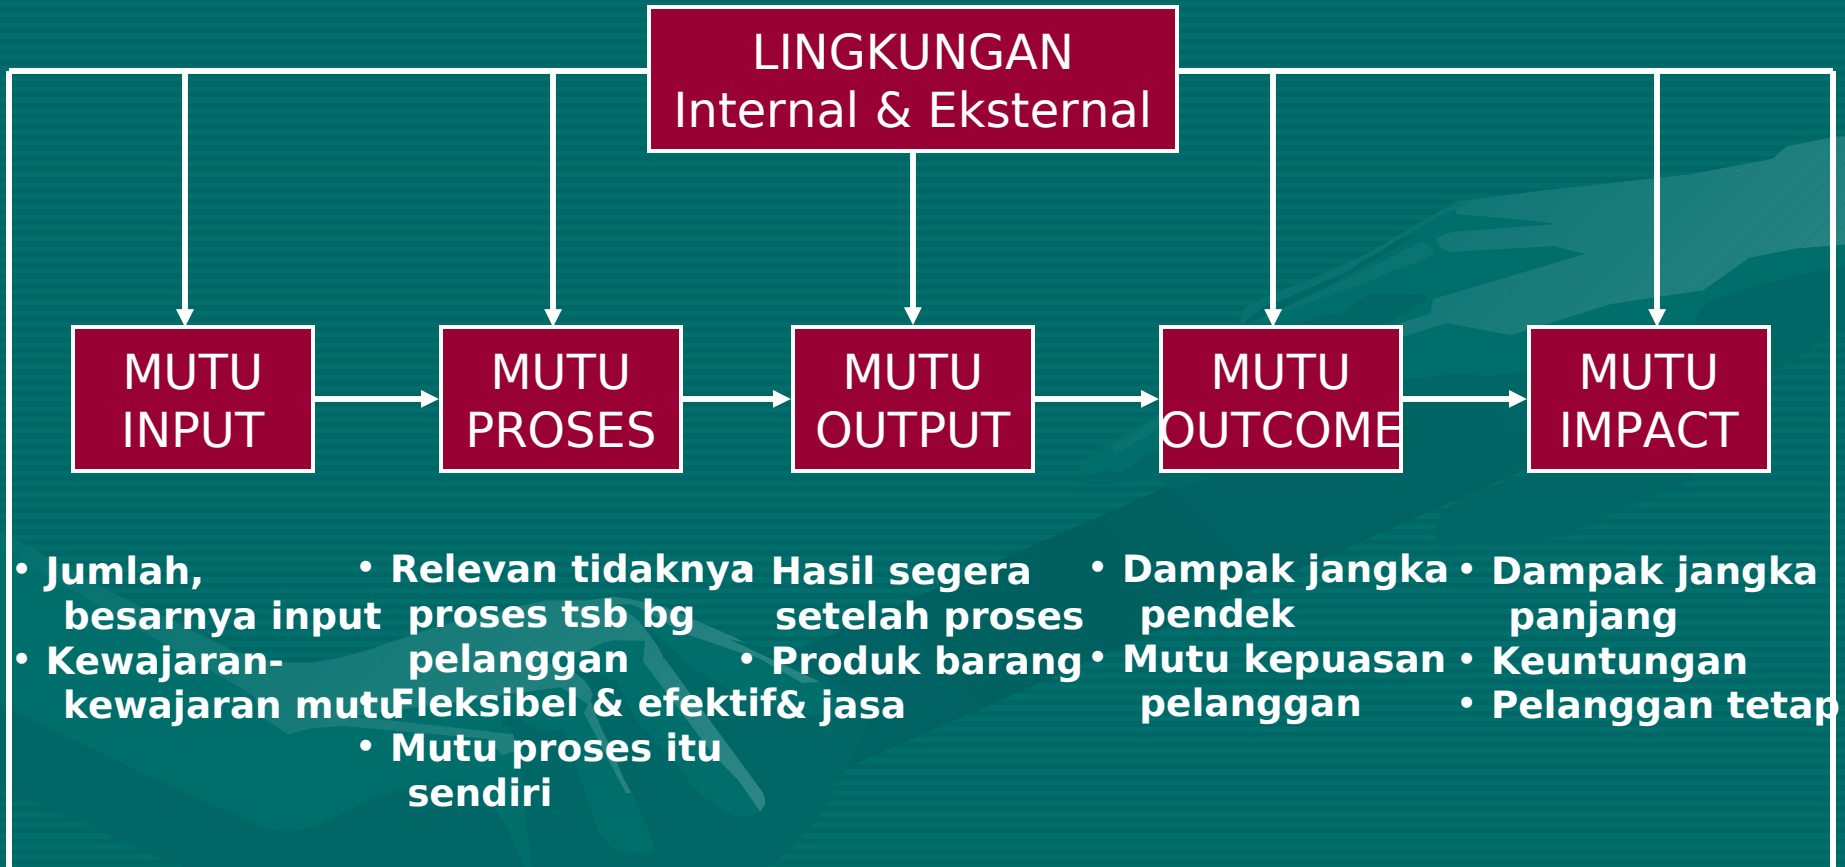 LINGKUNGAN
Internal & Eksternal
MUTU
INPUT
MUTU
PROSES
MUTU
OUTPUT
MUTU
OUTCOME
MUTU
IMPACT
• Jumlah,
besarnya input
• Kewajaran-
kewajaran mutu
• Relevan tidaknya
proses tsb bg
pelanggan
• Fleksibel & efektif
• Mutu proses itu
sendiri
• Hasil segera
setelah proses
• Produk barang
& jasa
• Dampak jangka
pendek
• Mutu kepuasan
pelanggan
• Dampak jangka
panjang
• Keuntungan
• Pelanggan tetap